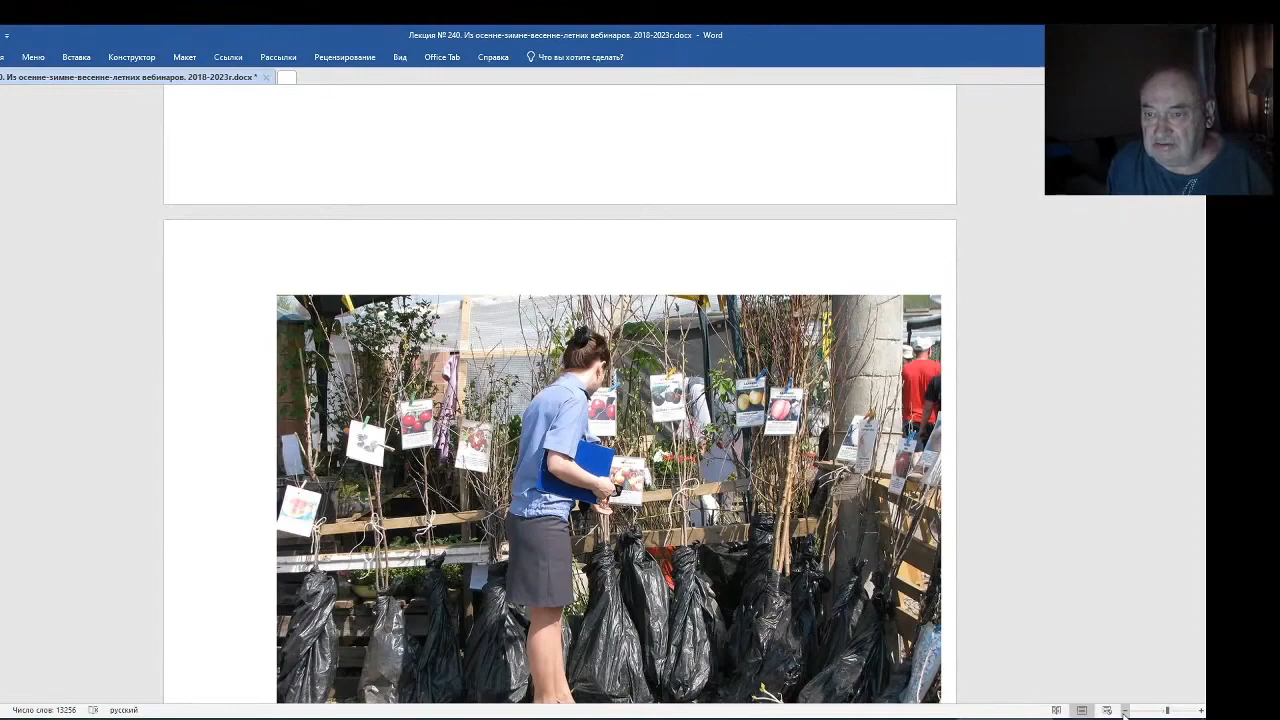 Лекция № 240. Из осенне-зимне-весенне-летних вебинаров. 2018-2023г.docx - Word
Меню Вставка Конструктор Макет Ссылки Рассылки Рецензирование Вид Office Tab Справка Что вы хотите сделать?
0. Из осенне-зимне-весенне-летних вебинаров. 2018-2023г.docx *
Число слов: 13256 русский